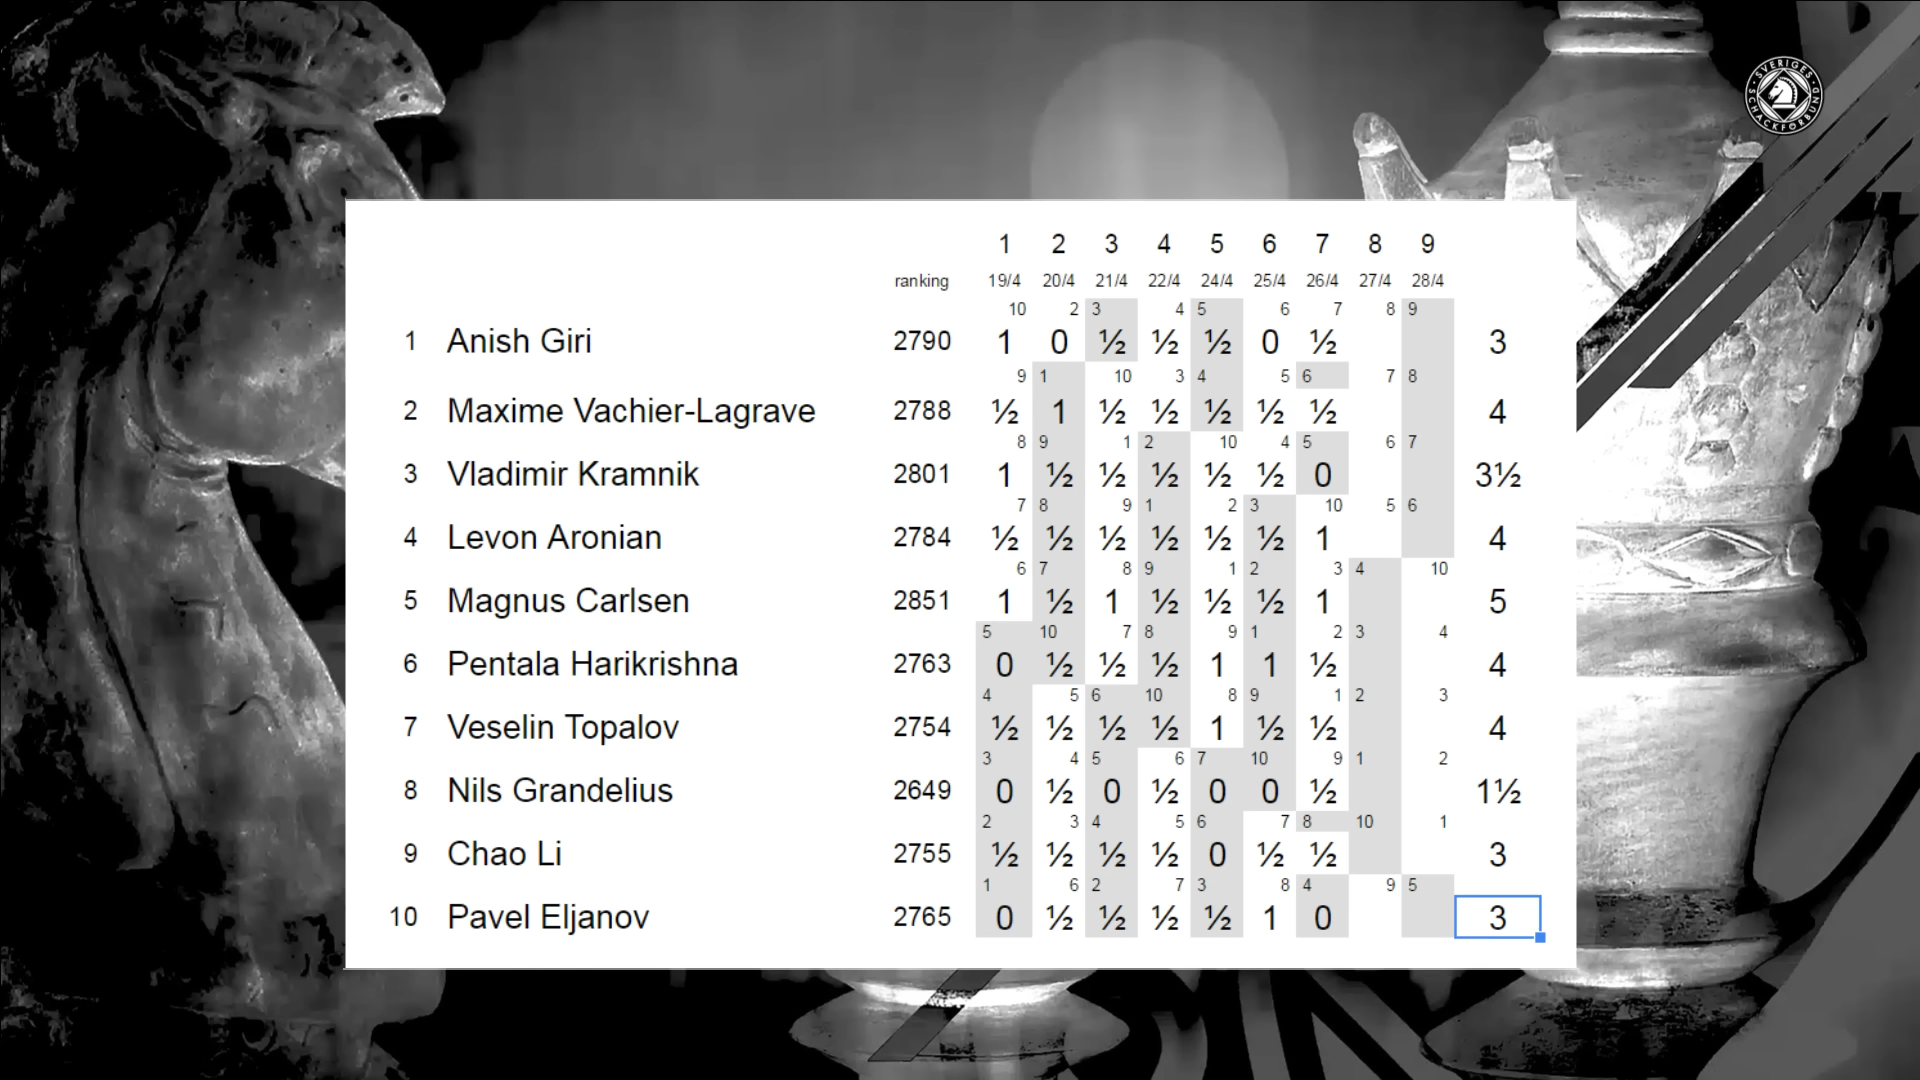 SVERIGES SCHACKFÖRBUND
1 2 3 4 5 6 7 8 9
ranking 19/4 20/4 21/4 22/4 24/4 25/4 26/4 27/4 28/4
10 2 3 4 5 6 7 8 9
1 Anish Giri 2790 1 0 ½ ½ ½ 0 ½ 3
9 1 10 3 4 5 6 7 8
2 Maxime Vachier-Lagrave 2788 ½ 1 ½ ½ ½ ½ ½ 4
8 9 1 2 10 4 5 6 7
3 Vladimir Kramnik 2801 1 ½ ½ ½ ½ ½ 0 3½
7 8 9 1 2 3 10 5 6
4 Levon Aronian 2784 ½ ½ ½ ½ ½ ½ 1 4
6 7 8 9 1 2 3 4 10
5 Magnus Carlsen 2851 1 ½ 1 ½ ½ ½ 1 5
5 10 7 8 9 1 2 3 4
6 Pentala Harikrishna 2763 0 ½ ½ ½ 1 1 ½ 4
4 5 6 10 8 9 1 2 3
7 Veselin Topalov 2754 ½ ½ ½ ½ 1 ½ ½ 4
3 4 5 6 7 10 9 1 2
8 Nils Grandelius 2649 0 ½ 0 ½ 0 0 ½ 1½
2 3 4 5 6 7 8 10 1
9 Chao Li 2755 ½ ½ ½ ½ 0 ½ ½ 3
1 6 2 7 3 8 4 9 5
10 Pavel Eljanov 2765 0 ½ ½ ½ ½ 1 0 3